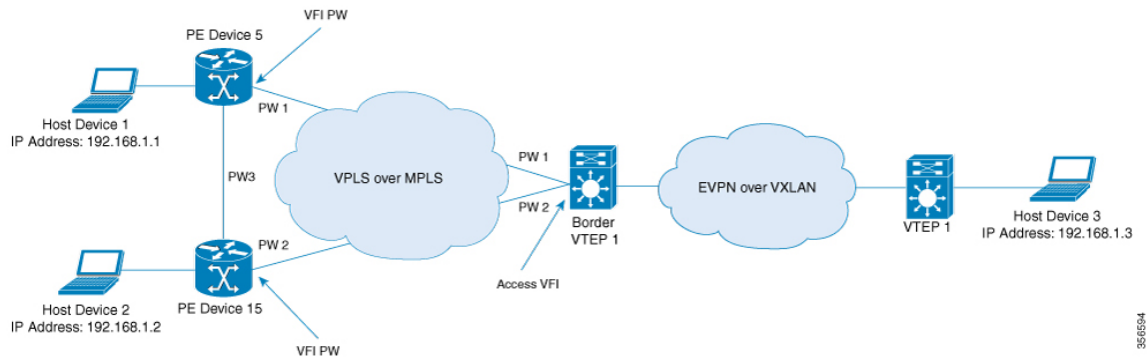 VFI PW
PE Device 5
PW 1
Host Device 1
IP Address: 192.168.1.1
PW3
VPLS over MPLS
PW 1
PW 2
Border
VTEP 1
Access VFI
EVPN over VXLAN
VTEP 1
Host Device 3
IP Address: 192.168.1.3
PW 2
Host Device 2
IP Address: 192.168.1.2
PE Device 15
VFI PW
356594